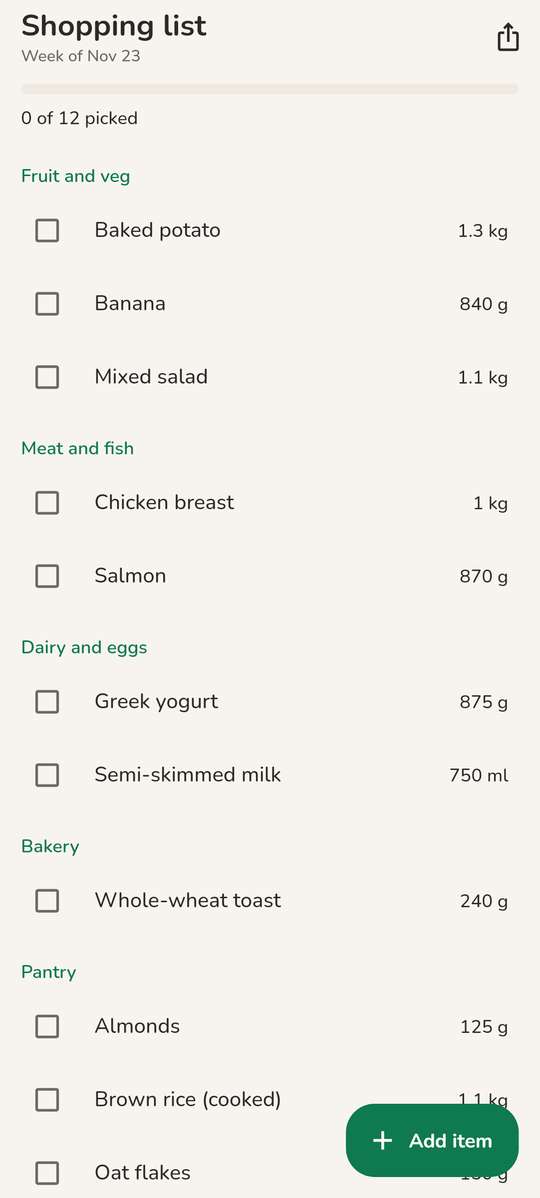 Shopping list
Week of Nov 23
0 of 12 picked
Fruit and veg
Baked potato 1.3 kg
Banana 840 g
Mixed salad 1.1 kg
Meat and fish
Chicken breast 1 kg
Salmon 870 g
Dairy and eggs
Greek yogurt 875 g
Semi-skimmed milk 750 ml
Bakery
Whole-wheat toast 240 g
Pantry
Almonds 125 g
Brown rice (cooked) 1.1 kg
Add item
Oat flakes